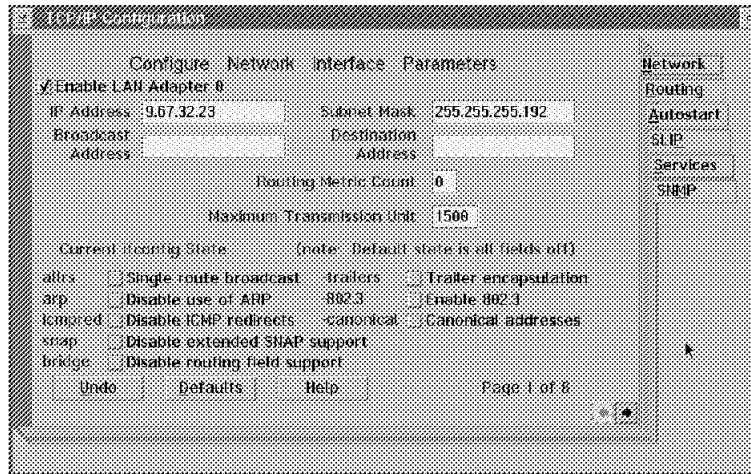 TCP/IP Configuration
Configure Network Interface Parameters
Enable LAN Adapter 0
IP Address 9.67.32.23 Subnet Mask 255.255.255.192
Broadcast Address Destination Address
Routing Metric Count 0
Maximum Transmission Unit 1500
Current ifconfig State (note: Default state is all fields off)
allrs Single route broadcast -trailers Trailer encapsulation
arp Disable use of ARP -802.3 Enable 802.3
icmpred Disable ICMP redirects -canonical Canonical addresses
snap Disable extended SNAP support
bridge Disable routing field support
Undo Defaults Help Page 1 of 8
Network
Routing
Autostart
SLIP
Services
SNMP